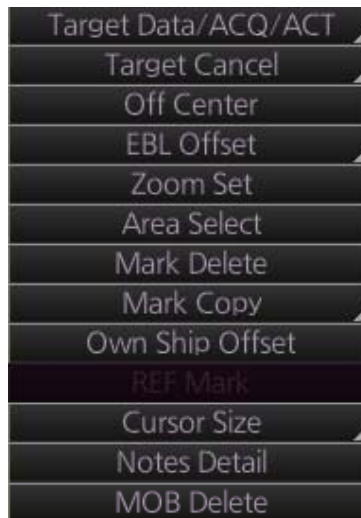 Target Data/ACQ/ACT
Target Cancel
Off Center
EBL Offset
Zoom Set
Area Select
Mark Delete
Mark Copy
Own Ship Offset
REF Mark
Cursor Size
Notes Detail
MOB Delete